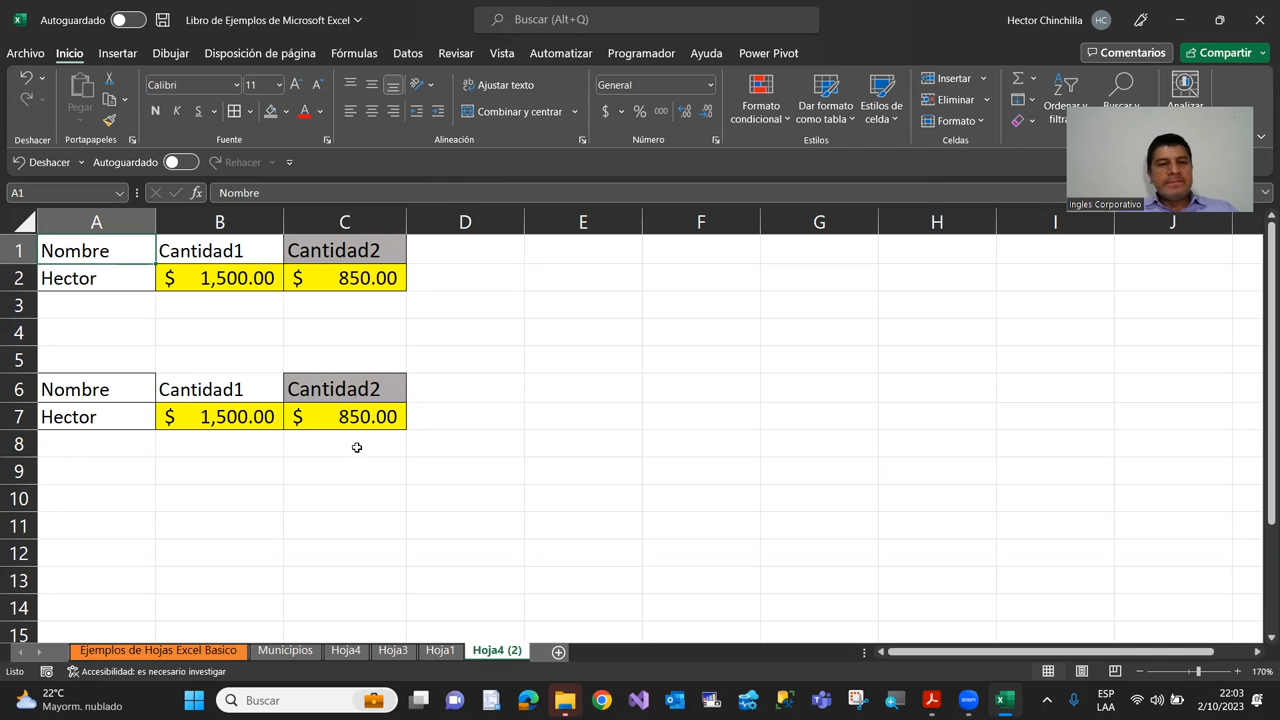 Autoguardado
Libro de Ejemplos de Microsoft Excel
Buscar (Alt+Q)
Hector Chinchilla
HC
Archivo Inicio Insertar Dibujar Disposición de página Fórmulas Datos Revisar Vista Automatizar Programador Ayuda Power Pivot
Comentarios
Compartir
Calibri 11
Ajustar texto
General
Insertar
Pegar
Formato condicional
Dar formato como tabla
Estilos de celda
Eliminar
Ordenar y filtra
Buscar y
Analizar
N K S
Combinar y centrar
$ % 000
Formato
Deshacer Portapapeles Fuente Alineación Número Estilos Celdas
Deshacer Autoguardado Rehacer
A1 fx Nombre
Ingles Corporativo
A B C D E F G H I J
1 Nombre Cantidad1 Cantidad2
2 Hector $ 1,500.00 $ 850.00
3
4
5
6 Nombre Cantidad1 Cantidad2
7 Hector $ 1,500.00 $ 850.00
8
9
10
11
12
13
14
15
Ejemplos de Hojas Excel Basico Municipios Hoja4 Hoja3 Hoja1 Hoja4 (2)
Listo Accesibilidad: es necesario investigar 170%
22°C
Mayorm. nublado
Buscar
ESP
LAA
22:03
2/10/2023